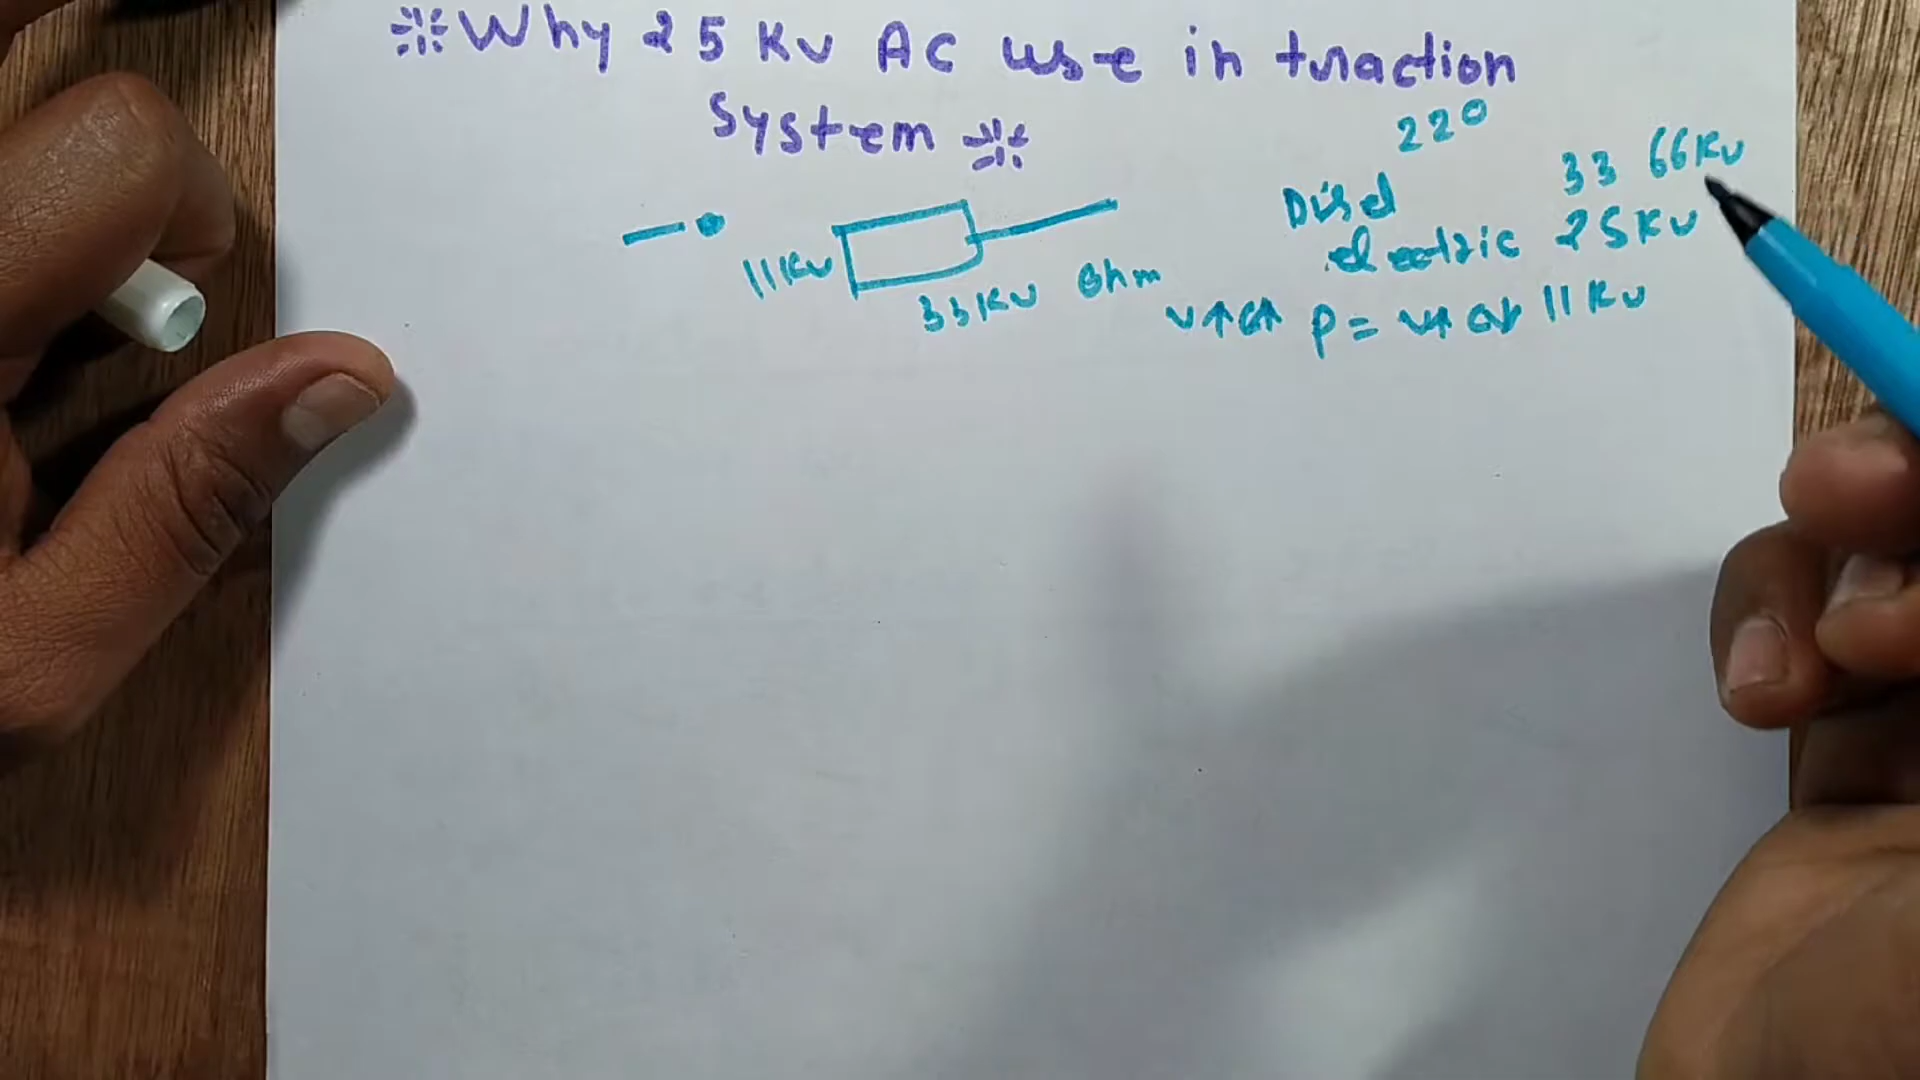 Why 25 Kv AC use in traction
System
220
33 66Kv
Disel
electric 25Kv
11Kv
33Kv ohm
v↑c↑ P = v↑ c↓ 11Kv